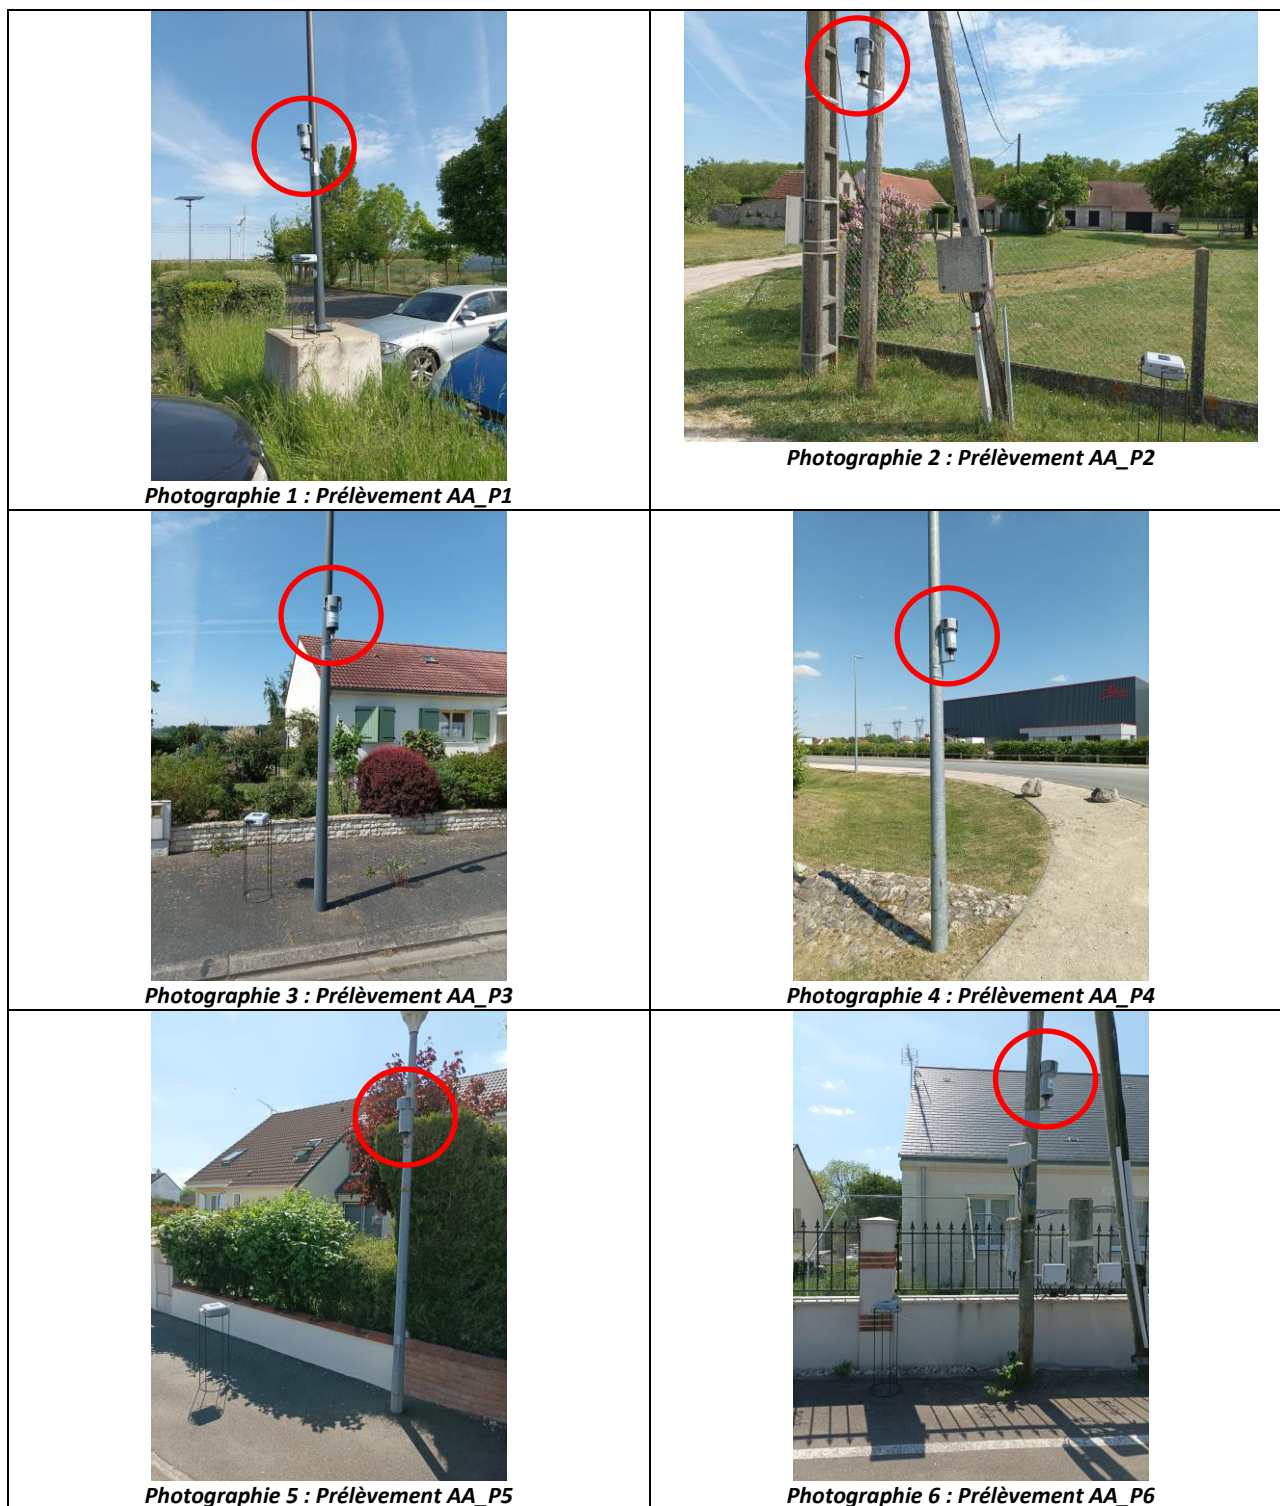 Photographie 1 : Prélèvement AA_P1
Photographie 2 : Prélèvement AA_P2
Photographie 3 : Prélèvement AA_P3
Photographie 4 : Prélèvement AA_P4
Photographie 5 : Prélèvement AA_P5
Photographie 6 : Prélèvement AA_P6